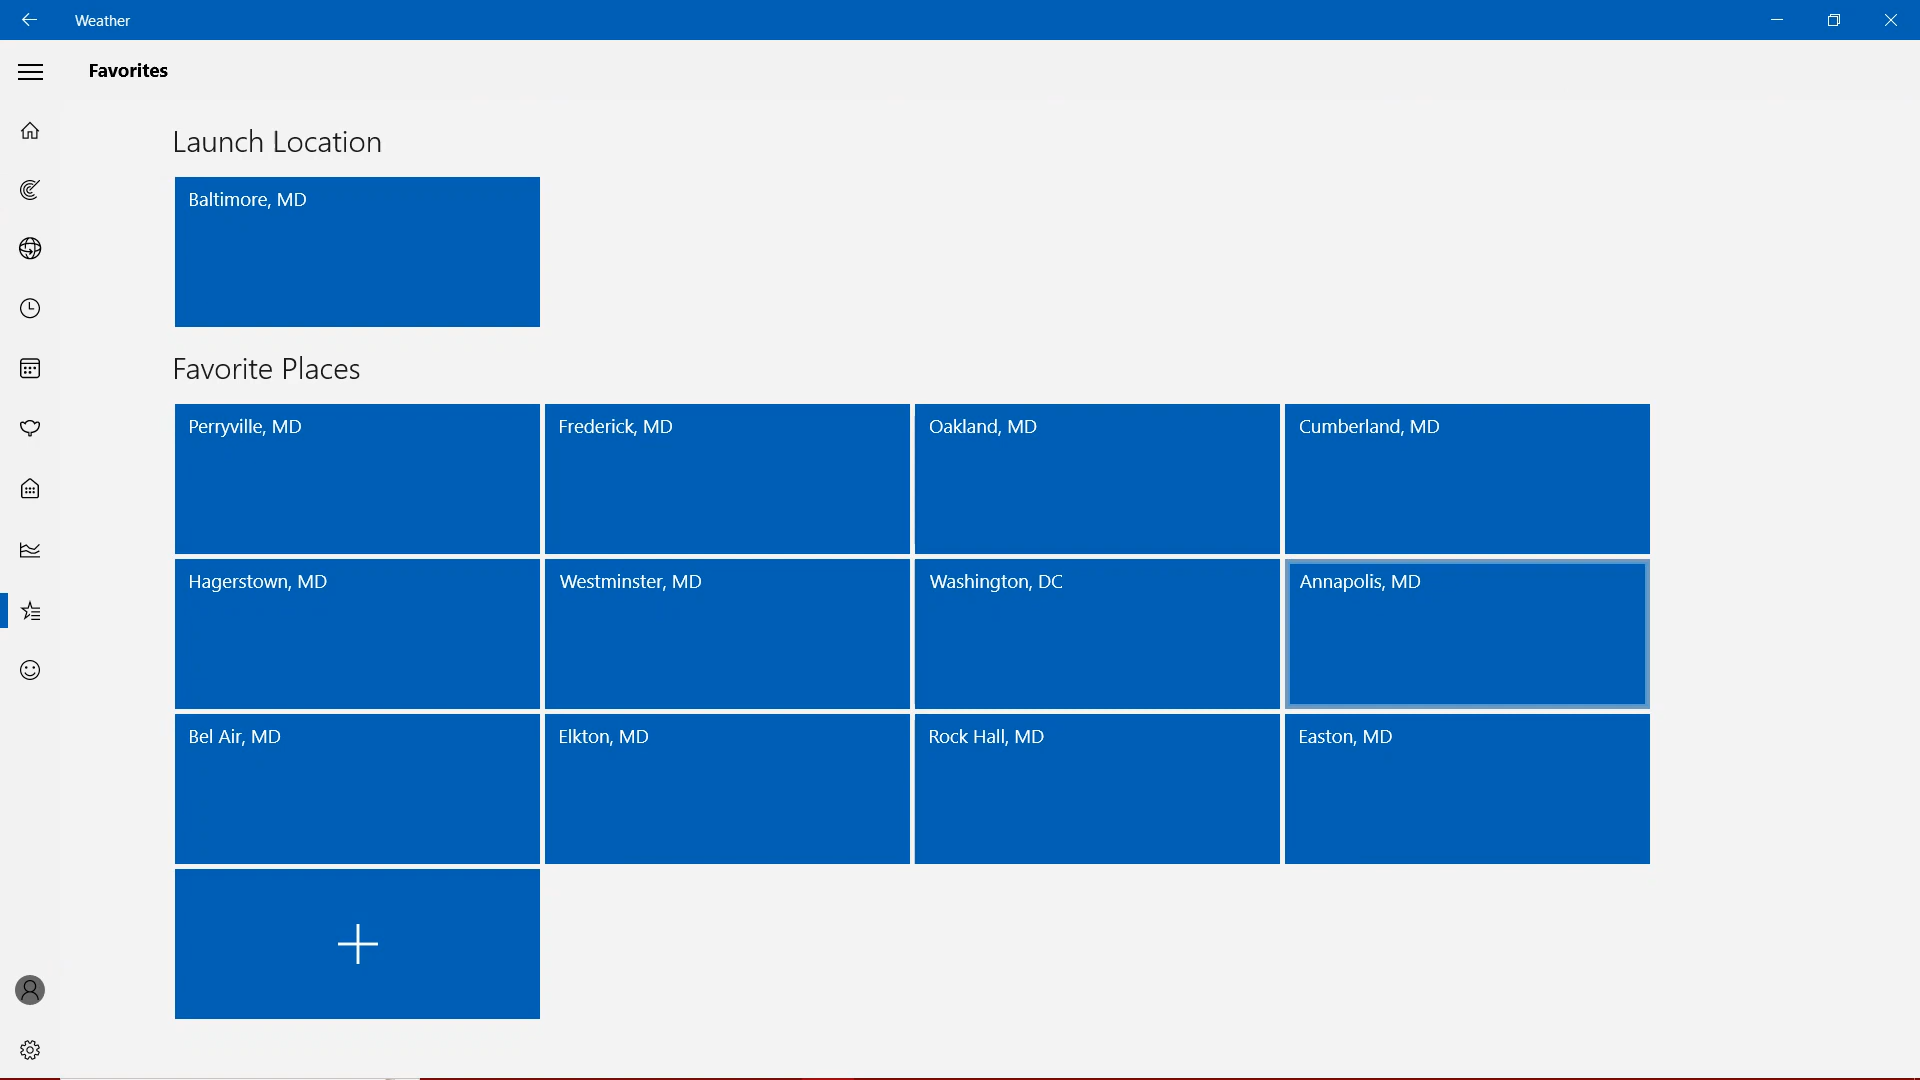 Weather
Favorites
Launch Location
Baltimore, MD
Favorite Places
Perryville, MD
Frederick, MD
Oakland, MD
Cumberland, MD
Hagerstown, MD
Westminster, MD
Washington, DC
Annapolis, MD
Bel Air, MD
Elkton, MD
Rock Hall, MD
Easton, MD